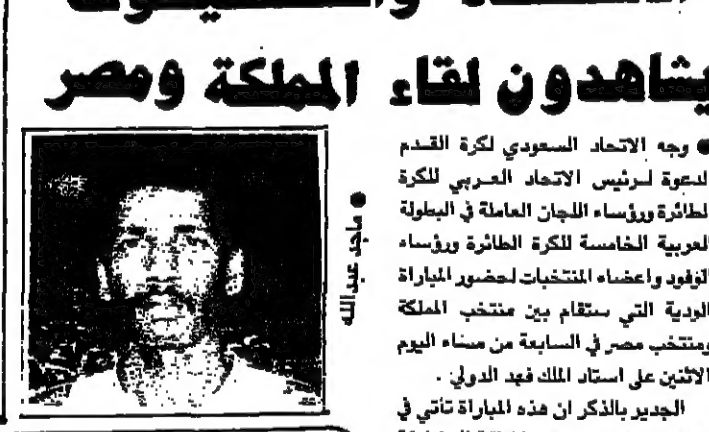 يشاهدون لقاء المملكة ومصر
● ماجد عبدالله
● وجه الاتحاد السعودي لكرة القدم
الدعوة لرئيس الاتحاد العربي للكرة
الطائرة ورؤساء اللجان العاملة في البطولة
العربية الخامسة للكرة الطائرة ورؤساء
الوفود واعضاء المنتخبات لحضور المباراة
الودية التي ستقام بين منتخب المملكة
ومنتخب مصر في السابعة من مساء اليوم
الاثنين على استاد الملك فهد الدولي .
الجدير بالذكر ان هذه المباراة تأتي في